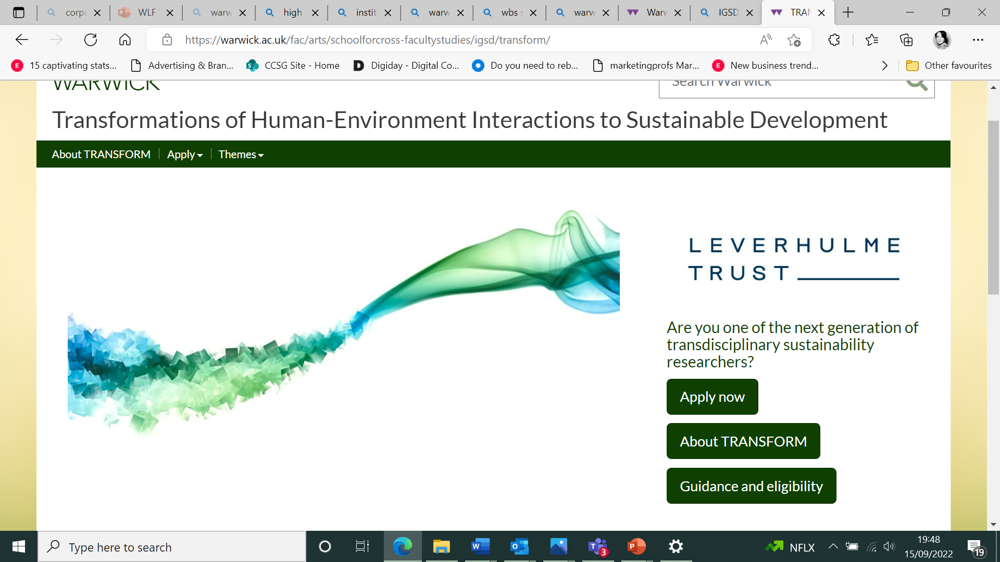 corpo
WLF
warw
high
instit
warw
wbs s
warw
Warw
IGSD
TRAN
https://warwick.ac.uk/fac/arts/schoolforcross-facultystudies/igsd/transform/
E 15 captivating stats...
Advertising & Bran...
S CCSG Site - Home
D Digiday - Digital Co...
Do you need to reb...
marketingprofs Mar...
E New business trend...
Other favourites
WARWICK
Search Warwick
Transformations of Human-Environment Interactions to Sustainable Development
About TRANSFORM
Apply
Themes
LEVERHULME
TRUST
Are you one of the next generation of
transdisciplinary sustainability
researchers?
Apply now
About TRANSFORM
Guidance and eligibility
Type here to search
NFLX
19:48
15/09/2022
19
3